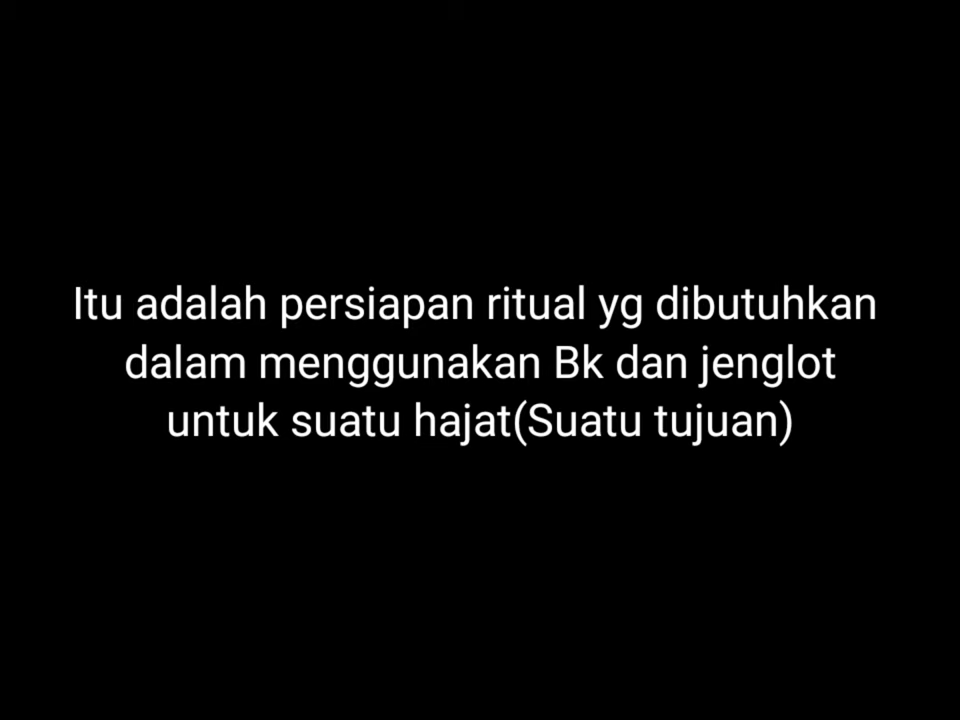 Itu adalah persiapan ritual yg dibutuhkan
dalam menggunakan Bk dan jenglot
untuk suatu hajat(Suatu tujuan)